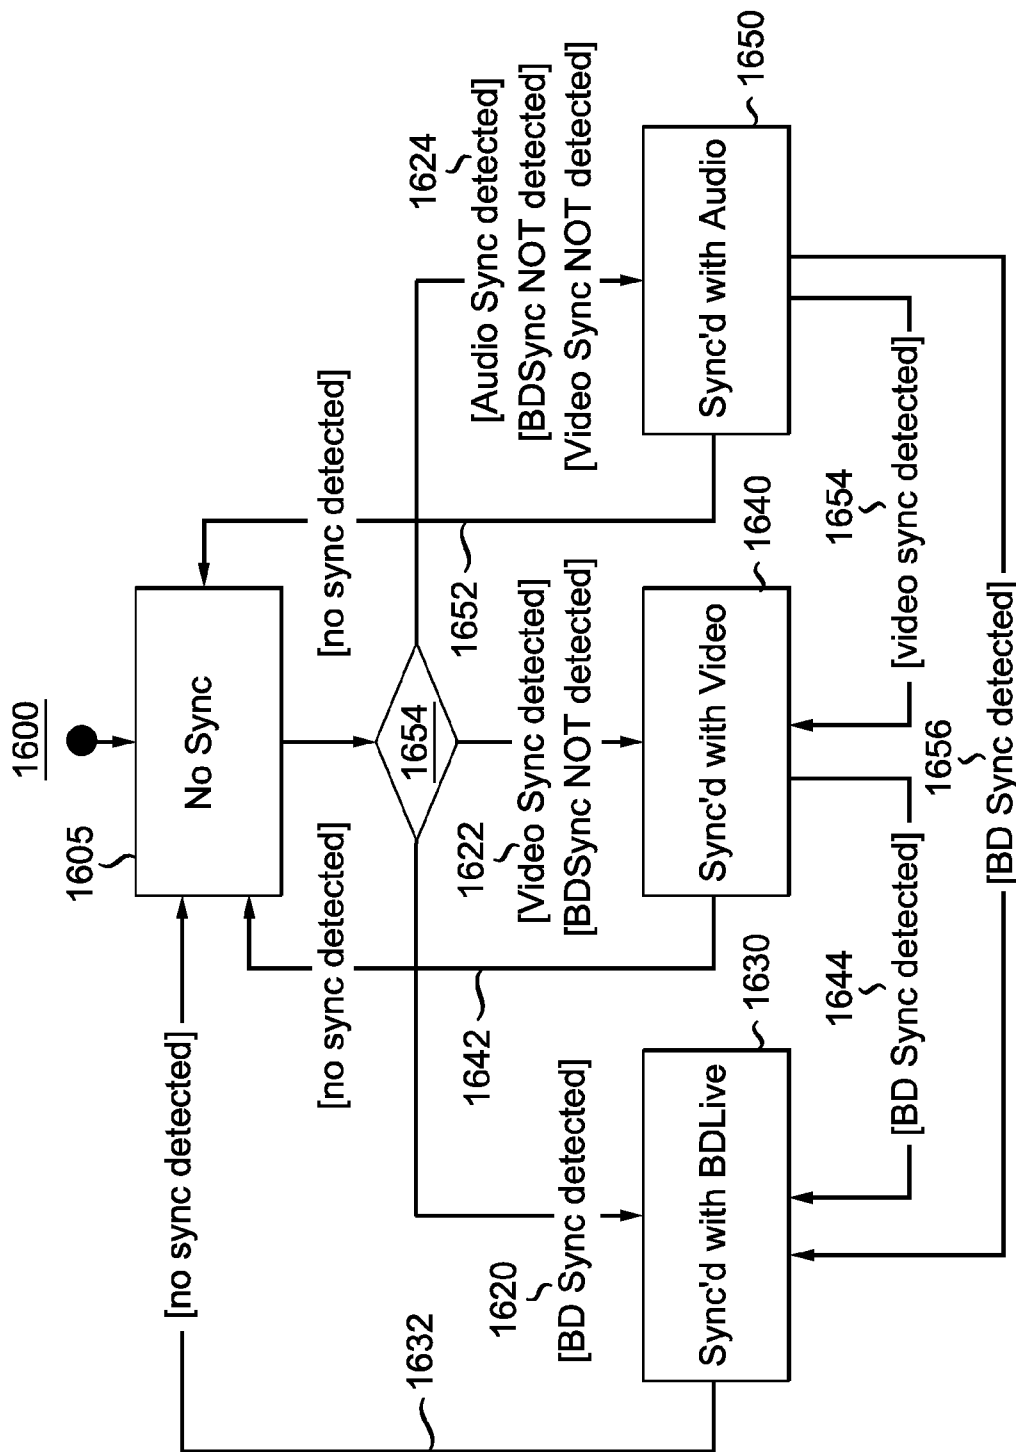 1600
1605
No Sync
[no sync detected]
[no sync detected]
[no sync detected]
1632
1642
1652
1654
1620
[BD Sync detected]
1622
[Video Sync detected]
[BDSync NOT detected]
1624
[Audio Sync detected]
[BDSync NOT detected]
[Video Sync NOT detected]
1630
Sync'd with BDLive
1640
Sync'd with Video
1650
Sync'd with Audio
1644
[BD Sync detected]
1654
[video sync detected]
1656
[BD Sync detected]